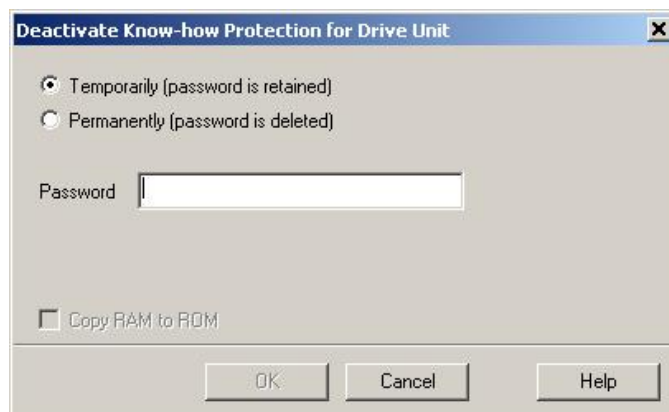 Deactivate Know-how Protection for Drive Unit
Temporarily (password is retained)
Permanently (password is deleted)
Password
Copy RAM to ROM
OK Cancel Help